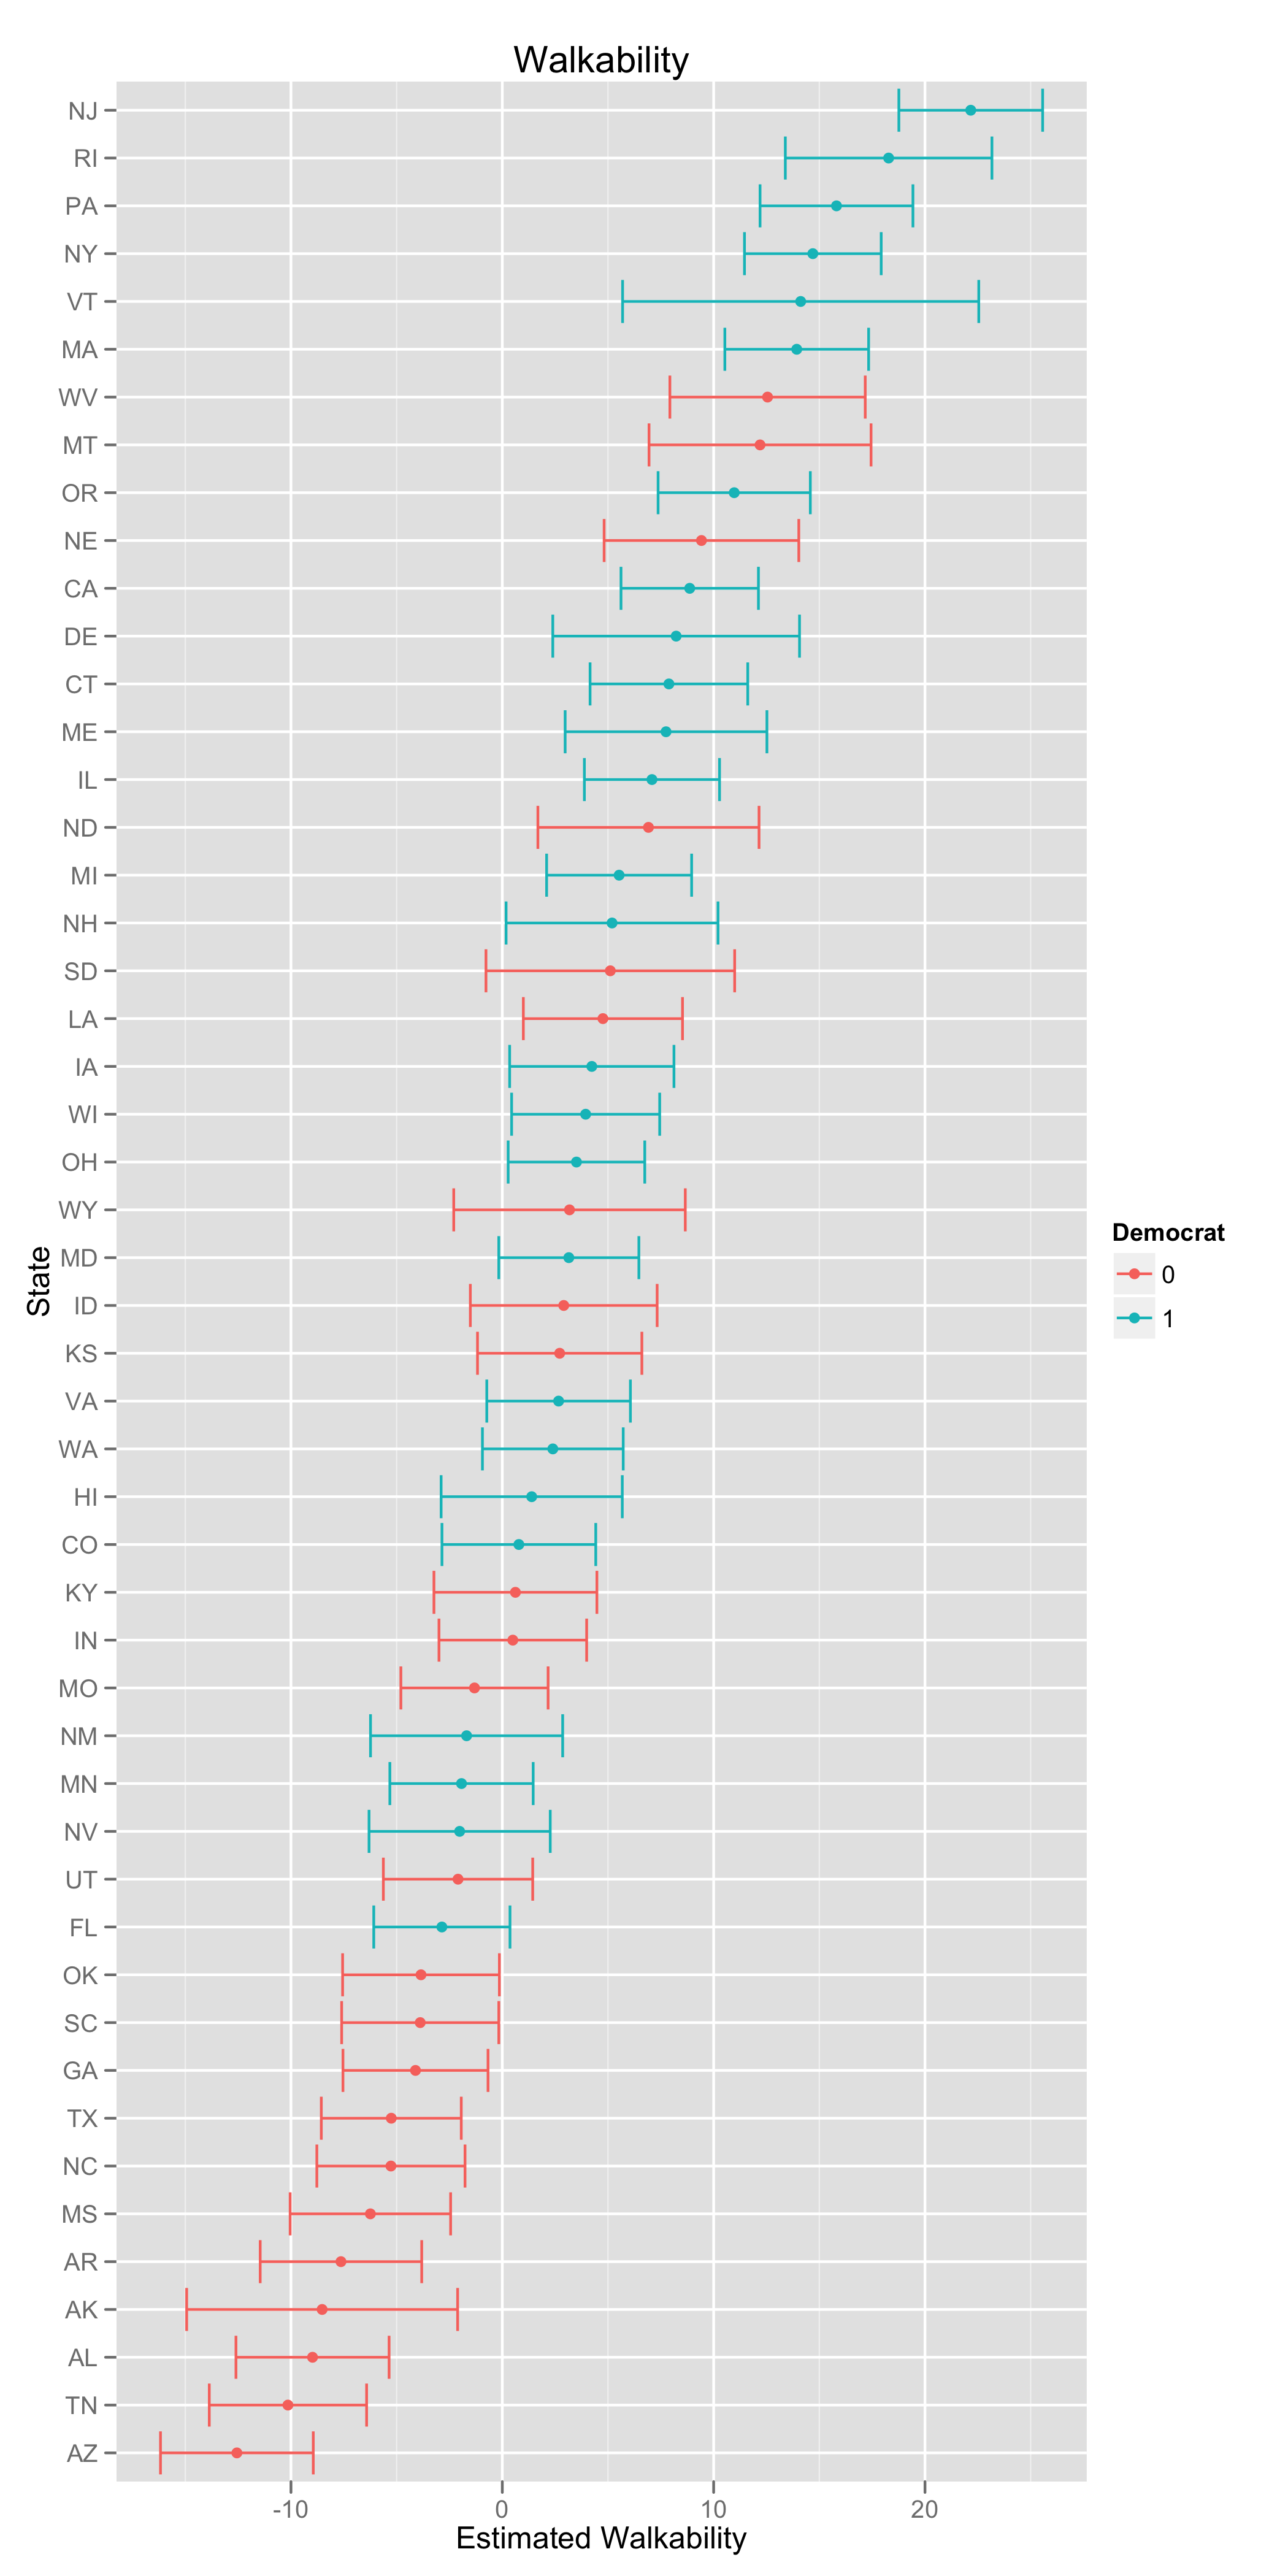 Walkability
NJ
RI
PA
NY
VT
MA
WV
MT
OR
NE
CA
DE
CT
ME
IL
ND
MI
NH
SD
LA
IA
WI
OH
WY
MD
ID
KS
VA
WA
HI
CO
KY
IN
MO
NM
MN
NV
UT
FL
OK
SC
GA
TX
NC
MS
AR
AK
AL
TN
AZ
State
-10 0 10 20
Estimated Walkability
Democrat
0
1